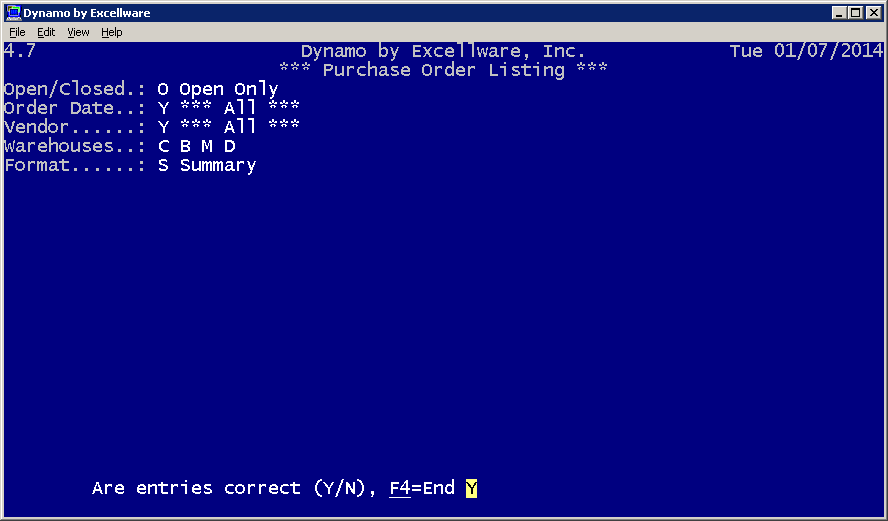 Dynamo by Excellware
File Edit View Help
4.7 Dynamo by Excellware, Inc. Tue 01/07/2014
*** Purchase Order Listing ***
Open/Closed.: O Open Only
Order Date..: Y *** All ***
Vendor......: Y *** All ***
Warehouses..: C B M D
Format......: S Summary
Are entries correct (Y/N), F4=End Y